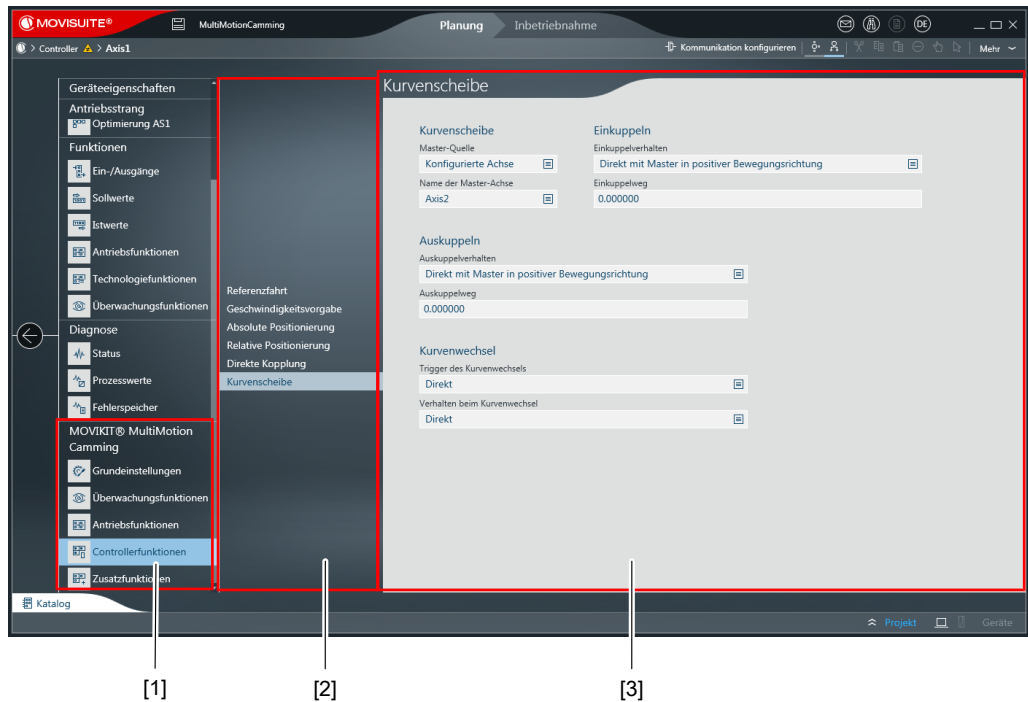 MOVISUITE®
MultiMotionCamming
Planung
Inbetriebnahme
DE
> Controller > Axis1
Kommunikation konfigurieren
Mehr
Geräteeigenschaften
Antriebsstrang
Optimierung AS1
Funktionen
Ein-/Ausgänge
Sollwerte
Istwerte
Antriebsfunktionen
Technologiefunktionen
Überwachungsfunktionen
Diagnose
Status
Prozesswerte
Fehlerspeicher
MOVIKIT® MultiMotion
Camming
Grundeinstellungen
Überwachungsfunktionen
Antriebsfunktionen
Controllerfunktionen
Zusatzfunktionen
Referenzfahrt
Geschwindigkeitsvorgabe
Absolute Positionierung
Relative Positionierung
Direkte Kopplung
Kurvenscheibe
Kurvenscheibe
Kurvenscheibe
Master-Quelle
Konfigurierte Achse
Name der Master-Achse
Axis2
Einkuppeln
Einkuppelverhalten
Direkt mit Master in positiver Bewegungsrichtung
Einkuppelweg
0.000000
Auskuppeln
Auskuppelverhalten
Direkt mit Master in positiver Bewegungsrichtung
Auskuppelweg
0.000000
Kurvenwechsel
Trigger des Kurvenwechsels
Direkt
Verhalten beim Kurvenwechsel
Direkt
Katalog
Projekt
Geräte
[1]
[2]
[3]